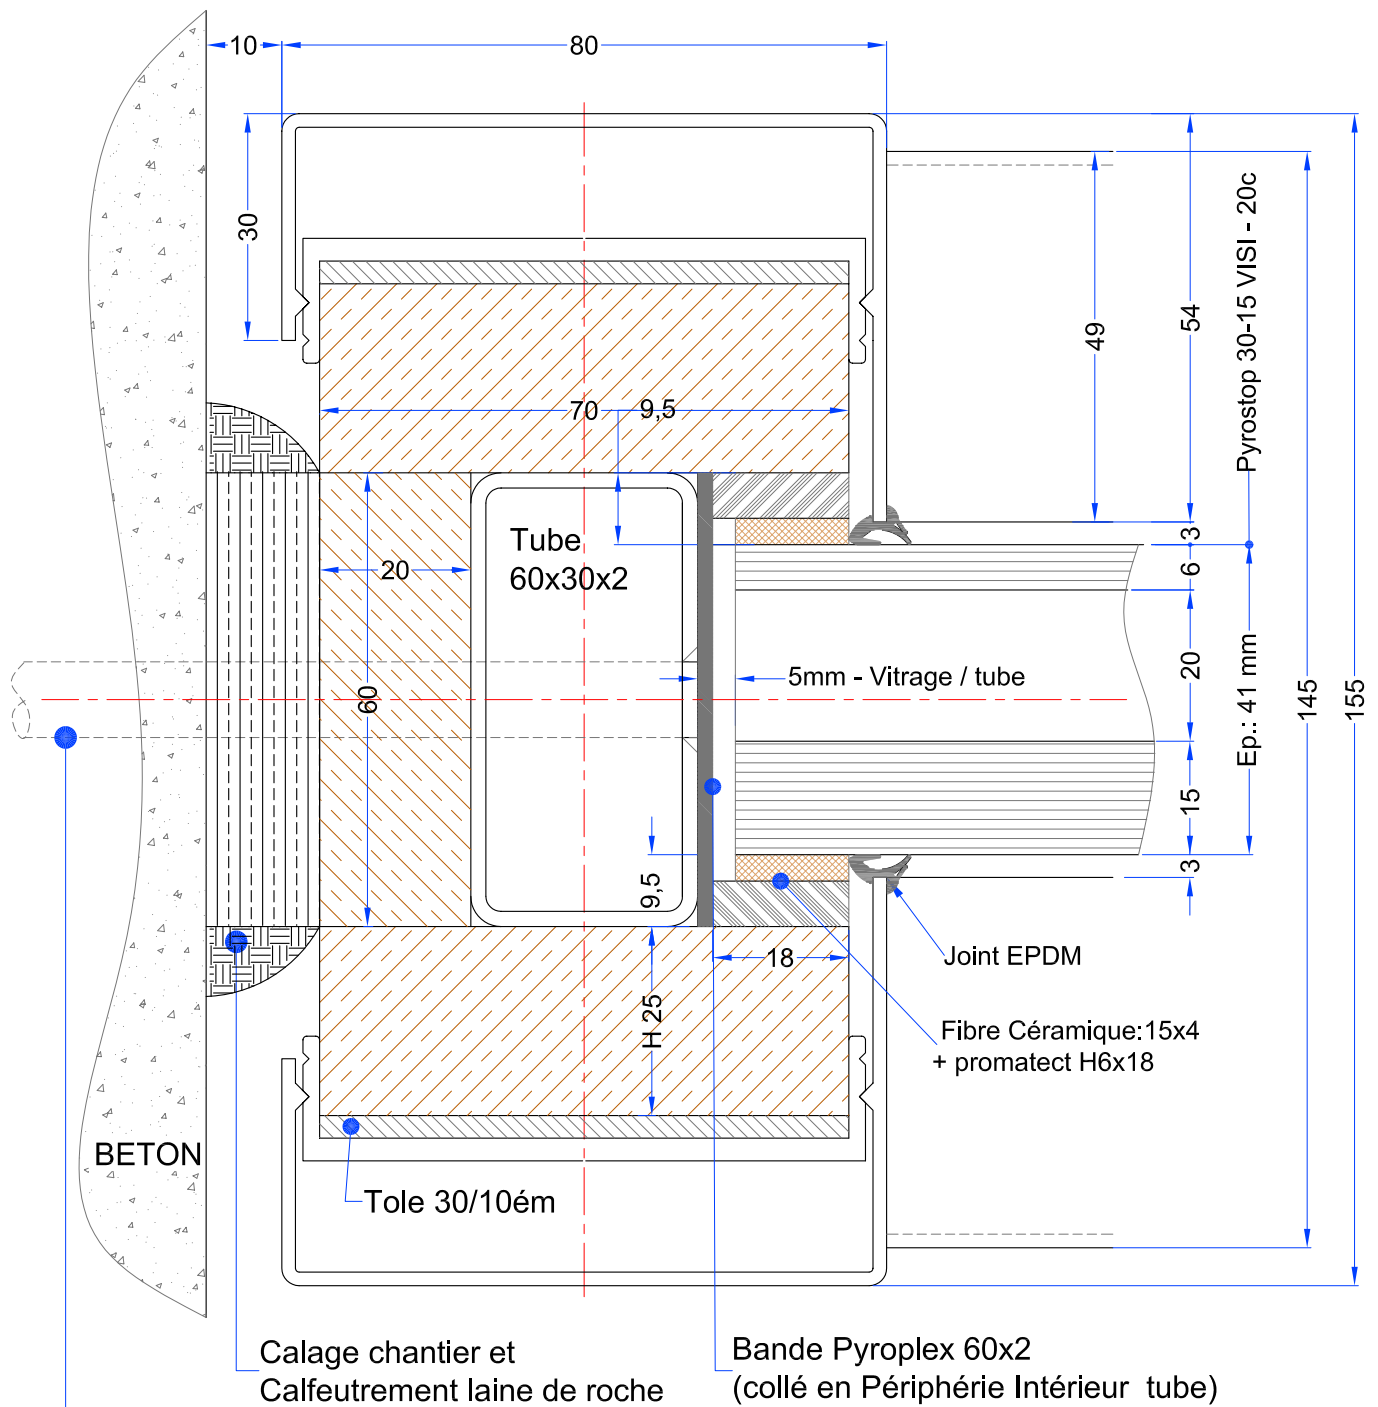 10
80
30
54
49
Pyrostop 30-15 VISI - 20c
70
9,5
3
Tube
60x30x2
20
6
5mm - Vitrage / tube
20
60
145
155
Ep.: 41 mm
15
3
9,5
18
Joint EPDM
H 25
Fibre Céramique:15x4
+ promatect H6x18
BETON
Tole 30/10ém
Calage chantier et
Calfeutrement laine de roche
Bande Pyroplex 60x2
(collé en Périphérie Intérieur tube)